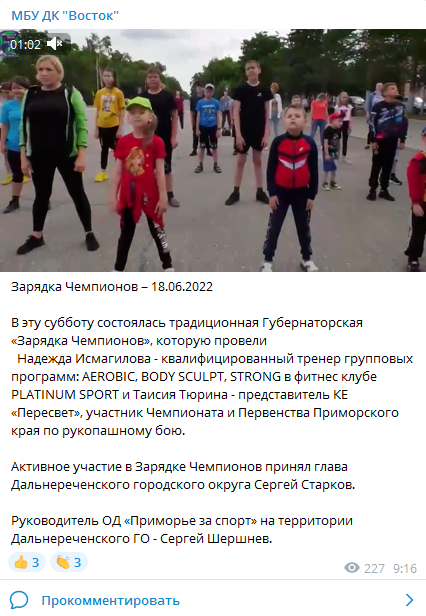 МБУ ДК "Восток"
01:02
Зарядка Чемпионов – 18.06.2022
В эту субботу состоялась традиционная Губернаторская
«Зарядка Чемпионов», которую провели
Надежда Исмагилова - квалифицированный тренер групповых
программ: AEROBIC, BODY SCULPT, STRONG в фитнес клубе
PLATINUM SPORT и Таисия Тюрина - представитель КЕ
«Пересвет», участник Чемпионата и Первенства Приморского
края по рукопашному бою.
Активное участие в Зарядке Чемпионов принял глава
Дальнереченского городского округа Сергей Старков.
Руководитель ОД «Приморье за спорт» на территории
Дальнереченского ГО - Сергей Шершнев.
3 3
227 9:16
Прокомментировать